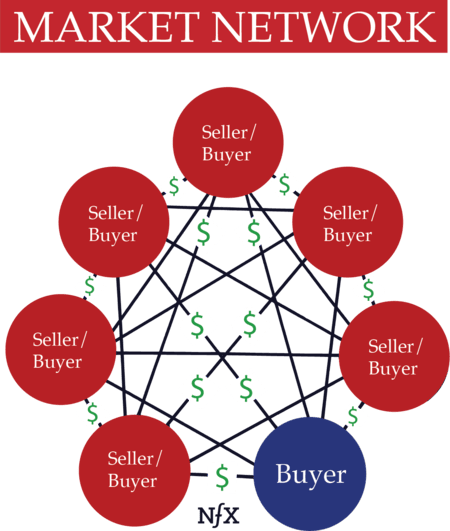 MARKET NETWORK
Seller/
Buyer
$
$
Seller/
Buyer
Seller/
Buyer
$
$
$
$
$
$
Seller/
Buyer
Seller/
Buyer
$
$
$
$
Seller/
Buyer
Buyer
$
NfX